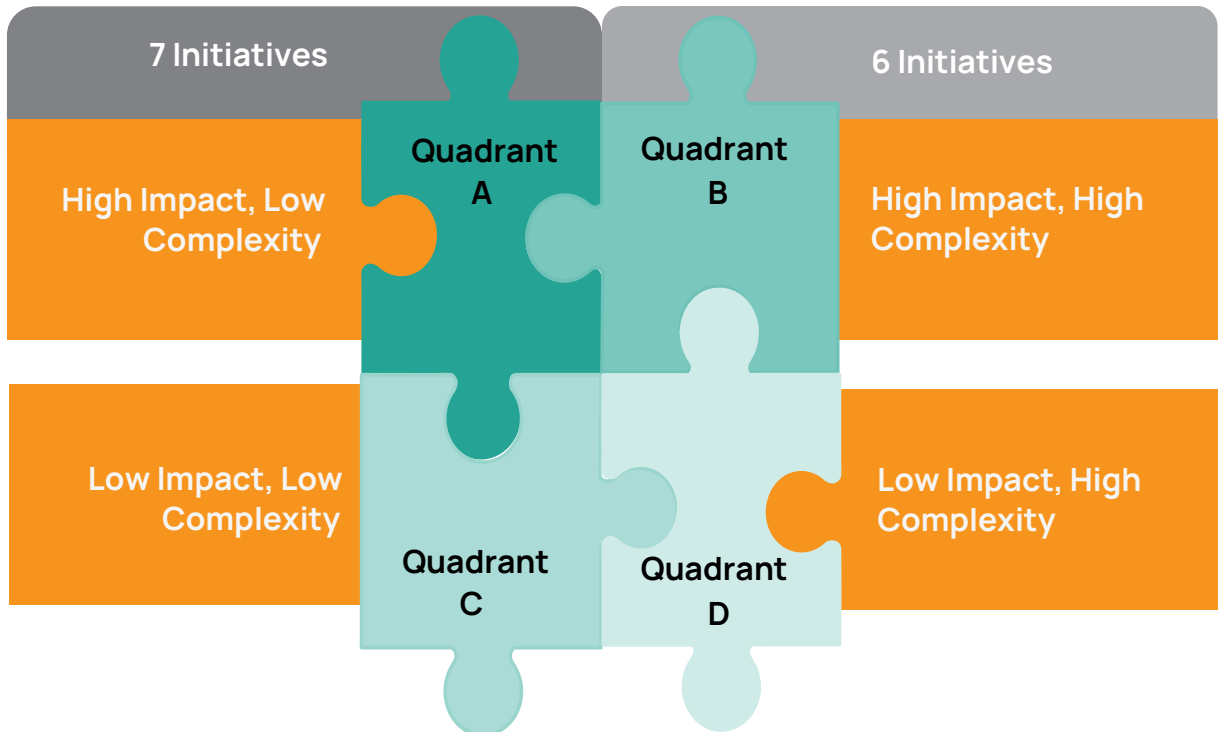 7 Initiatives
6 Initiatives
Quadrant
A
Quadrant
B
High Impact, Low
Complexity
High Impact, High
Complexity
Low Impact, Low
Complexity
Low Impact, High
Complexity
Quadrant
C
Quadrant
D